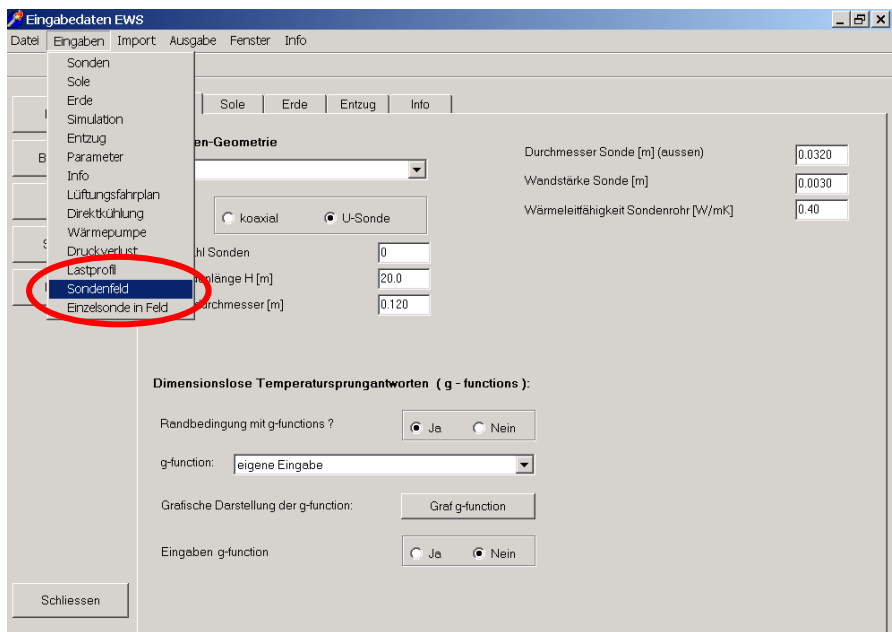 Eingabedaten EWS
Datei Eingaben Import Ausgabe Fenster Info
Sonden
Sole
Erde
Simulation
Entzug
Parameter
Info
Lüftungsfahrplan
Direktkühlung
Wärmepumpe
Druckverlust
Lastprofil
Sondenfeld
Einzelsonde in Feld
Sole Erde Entzug Info
en-Geometrie
koaxial U-Sonde
hl Sonden 0
nlänge H [m] 20.0
durchmesser [m] 0.120
Durchmesser Sonde [m] (aussen) 0.0320
Wandstärke Sonde [m] 0.0030
Wärmeleitfähigkeit Sondenrohr [W/mK] 0.40
Dimensionslose Temperatursprungantworten ( g - functions ):
Randbedingung mit g-functions ? Ja Nein
g-function: eigene Eingabe
Grafische Darstellung der g-function: Graf g-function
Eingaben g-function Ja Nein
Schliessen